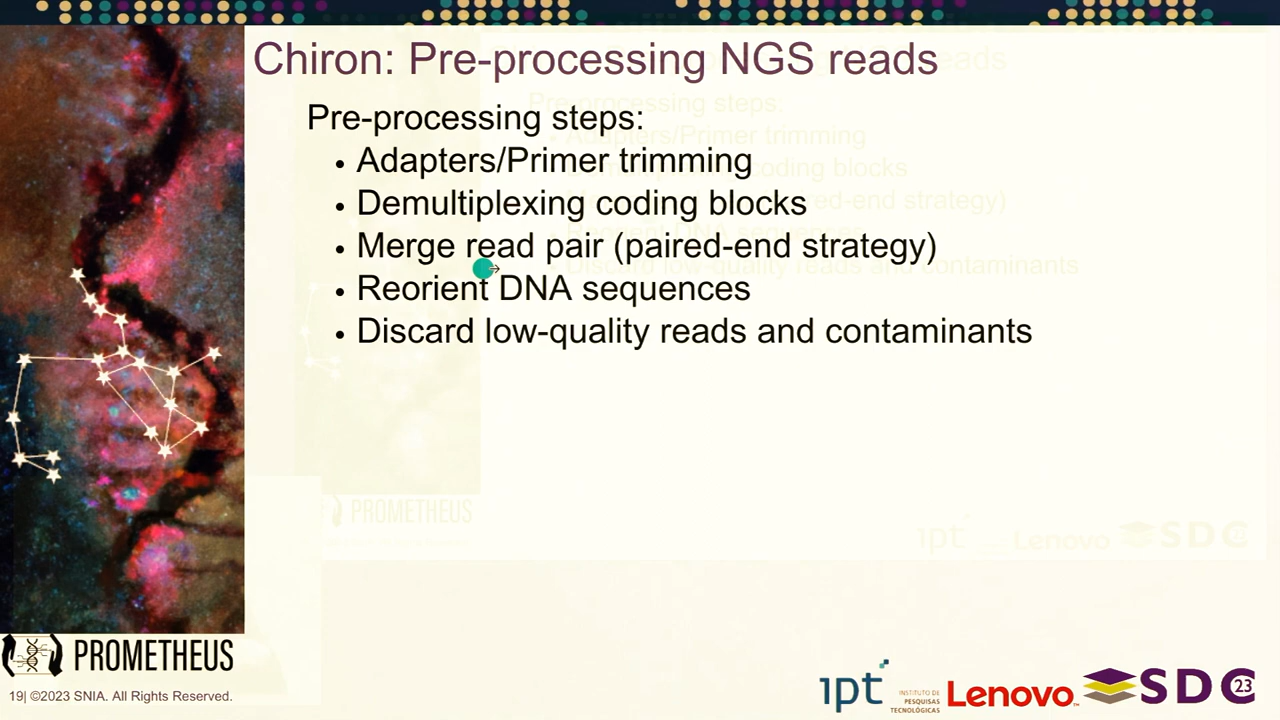 Chiron: Pre-processing NGS reads
Pre-processing steps:
• Adapters/Primer trimming
• Demultiplexing coding blocks
• Merge read pair (paired-end strategy)
• Reorient DNA sequences
• Discard low-quality reads and contaminants
PROMETHEUS
19| ©2023 SNIA. All Rights Reserved.
ipt
INSTITUTO DE
PESQUISAS
TECNOLÓGICAS
Lenovo™
SDC 23